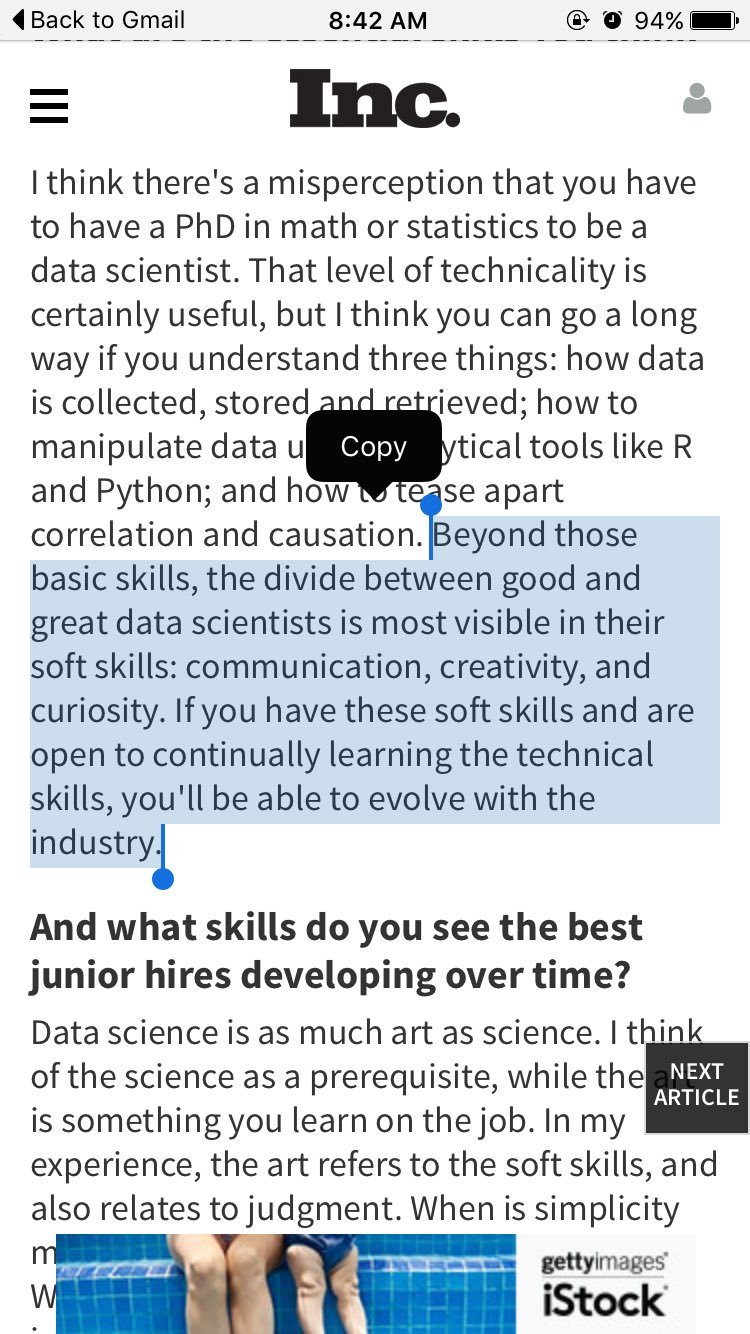 Back to Gmail 8:42 AM 94%
Inc.
I think there's a misperception that you have
to have a PhD in math or statistics to be a
data scientist. That level of technicality is
certainly useful, but I think you can go a long
way if you understand three things: how data
is collected, stored and retrieved; how to
manipulate data u ytical tools like R
Copy
and Python; and how to tease apart
correlation and causation. Beyond those
basic skills, the divide between good and
great data scientists is most visible in their
soft skills: communication, creativity, and
curiosity. If you have these soft skills and are
open to continually learning the technical
skills, you'll be able to evolve with the
industry.
And what skills do you see the best
junior hires developing over time?
Data science is as much art as science. I think
of the science as a prerequisite, while the art
is something you learn on the job. In my
experience, the art refers to the soft skills, and
also relates to judgment. When is simplicity
NEXT
ARTICLE
gettyimages®
iStock